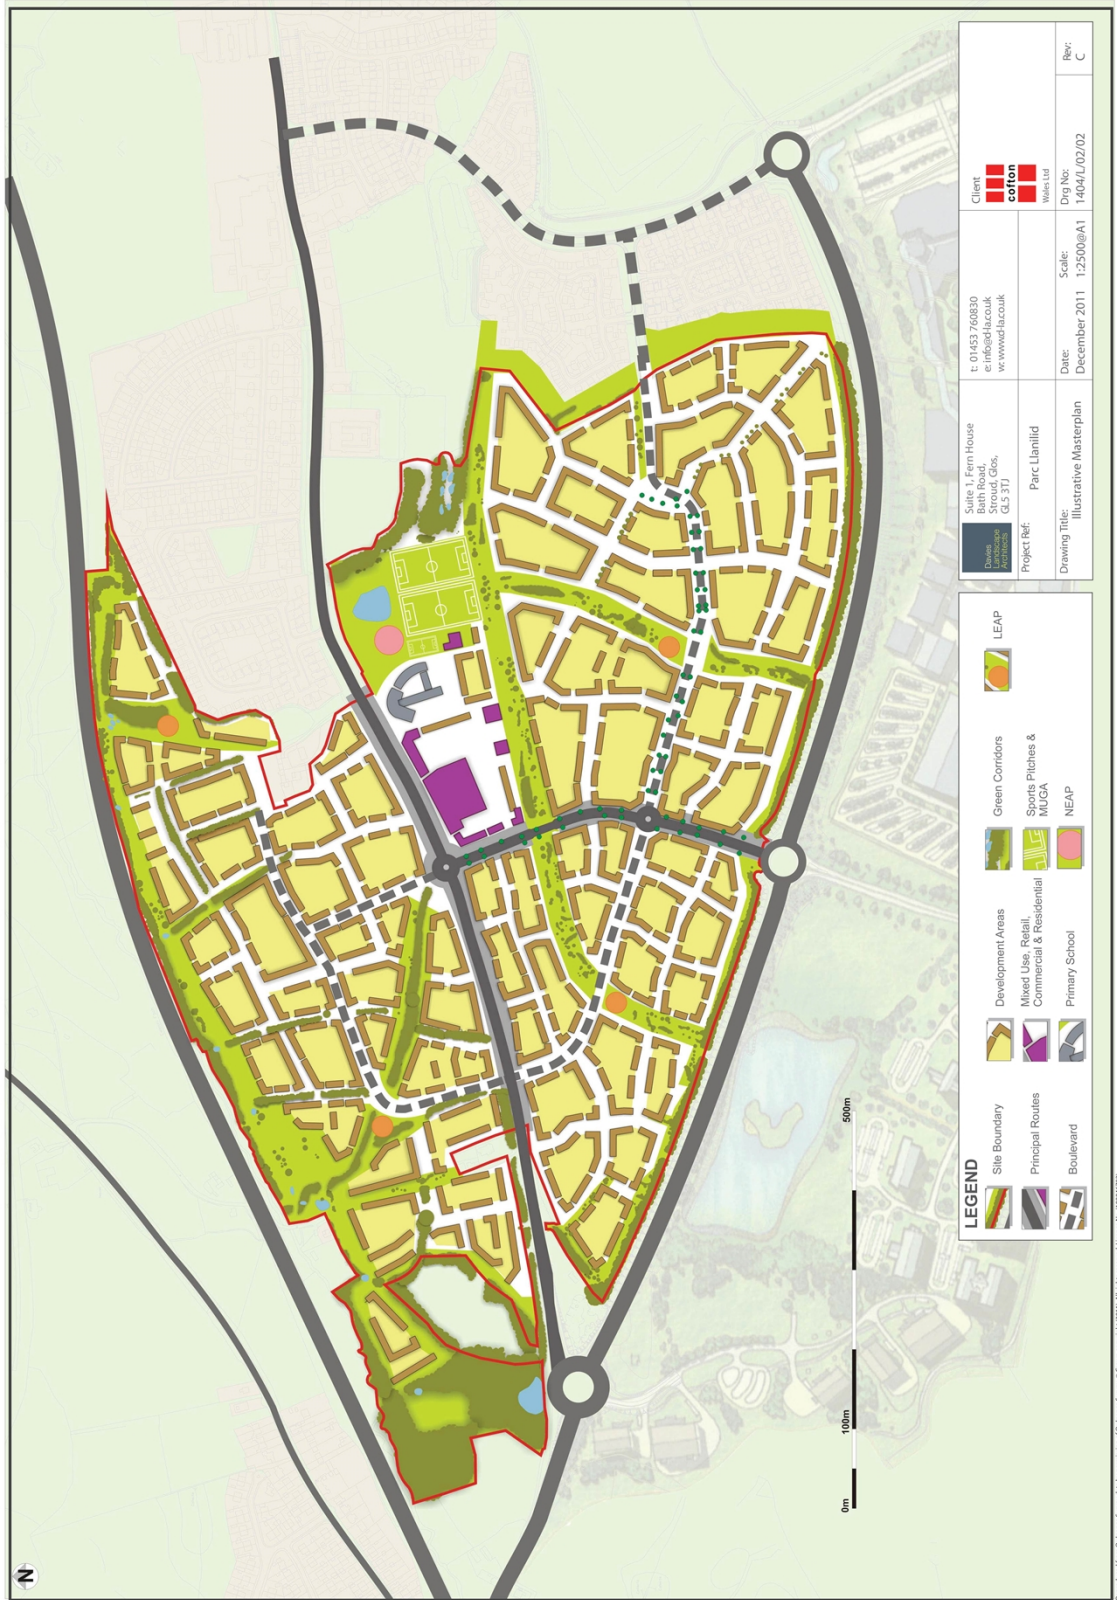 N
0m
100m
500m
LEGEND
Site Boundary
Principal Routes
Boulevard
Development Areas
Mixed Use, Retail,
Commercial & Residential
Primary School
Green Corridors
Sports Pitches &
MUGA
NEAP
LEAP
Davies
Landscape
Architects
Suite 1, Fern House
Bath Road,
Stroud, Glos,
GL5 3TJ
t: 01453 760830
e: info@d-la.co.uk
w: www.d-la.co.uk
Client
cofton
Wales Ltd
Project Ref:
Parc Llanilid
Drawing Title:
Illustrative Masterplan
Date:
December 2011
Scale:
1:2500@A1
Drg No:
1404/L/02/02
Rev:
C